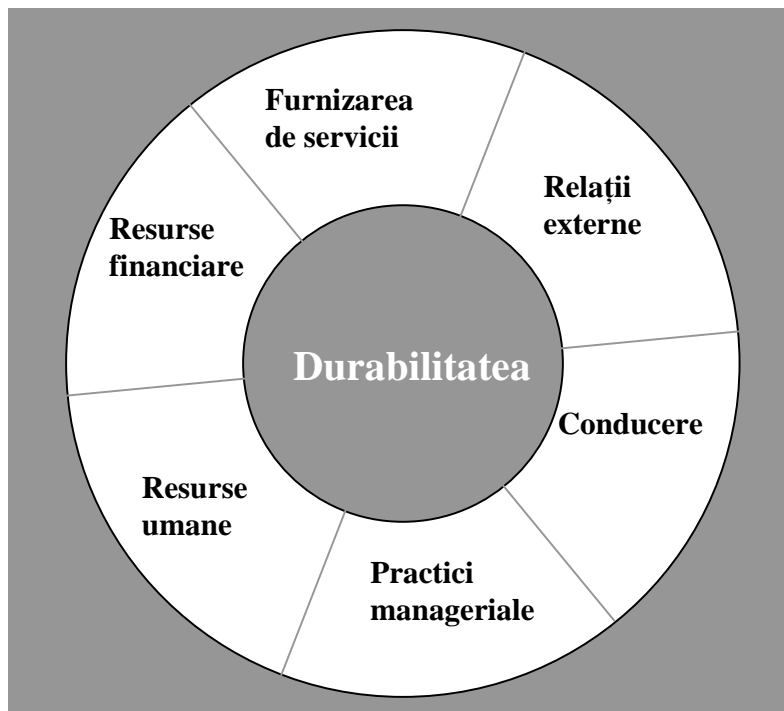 Furnizarea
de servicii
Relații
externe
Resurse
financiare
Durabilitatea
Conducere
Resurse
umane
Practici
manageriale